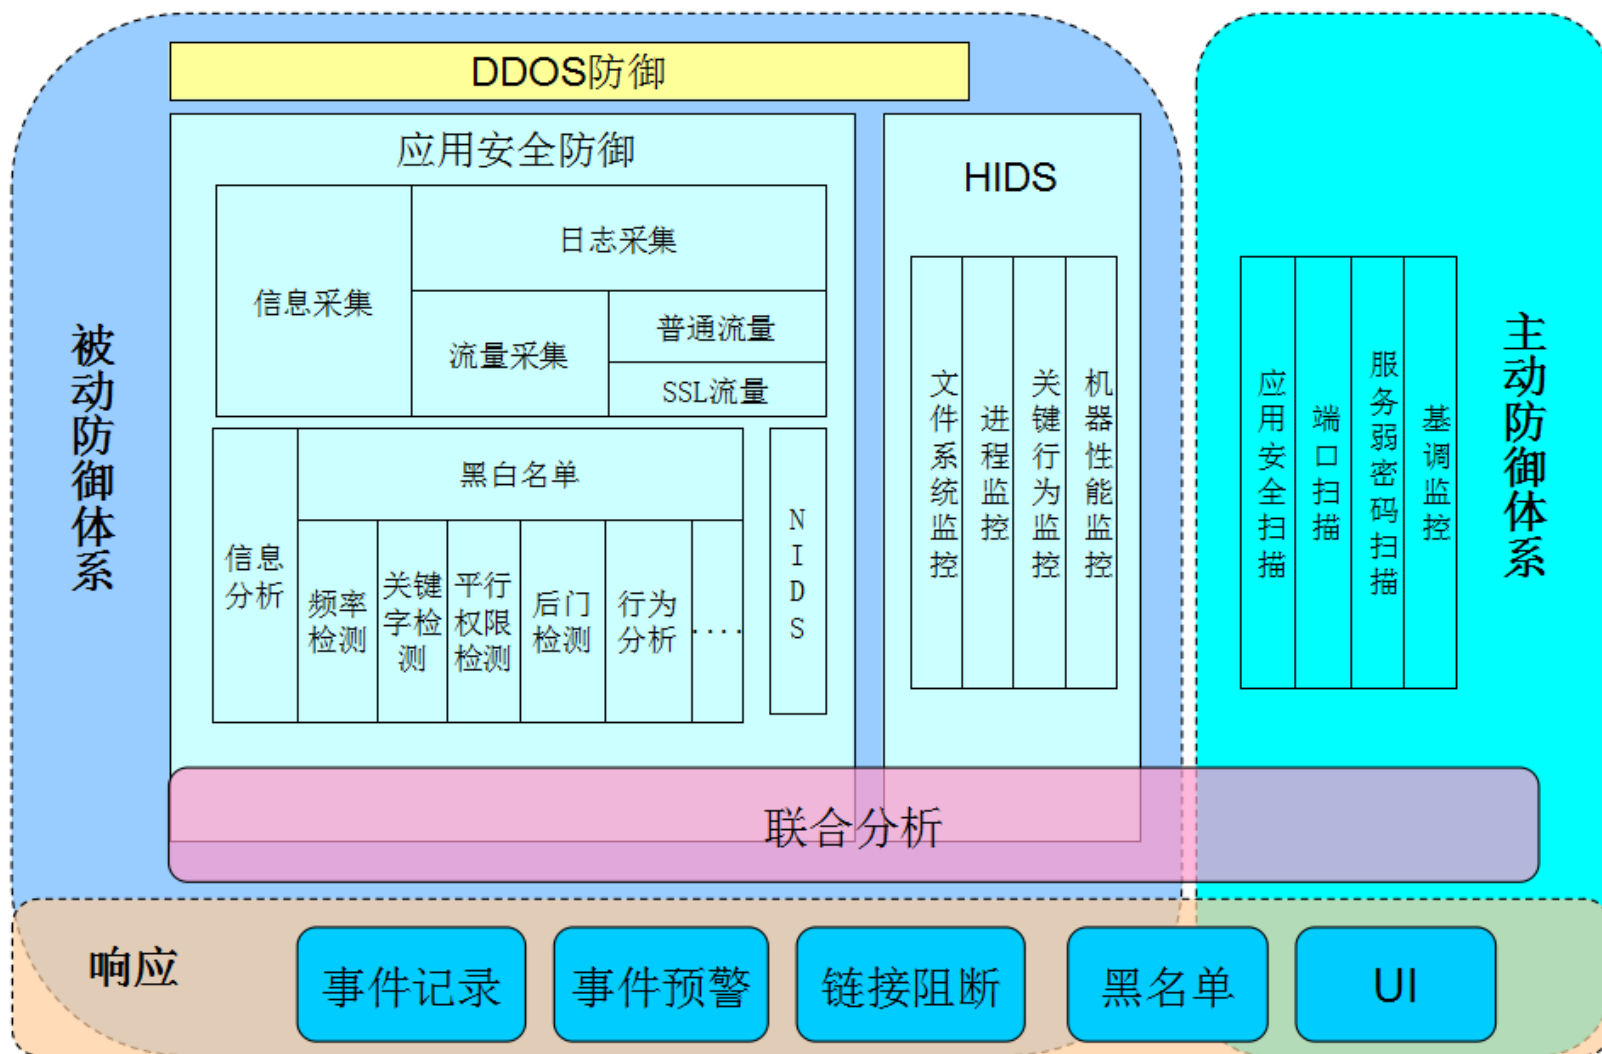 DDOS防御
应用安全防御
HIDS
日志采集
信息采集
流量采集
普通流量
SSL流量
被动防御体系
黑白名单
信息
分析
频率
检测
关键
字检
测
平行
权限
检测
后门
检测
行为
分析
....
NIDS
文件系统监控
进程监控
关键行为监控
机器性能监控
应用安全扫描
端口扫描
服务弱密码扫描
基调监控
主动防御体系
联合分析
响应
事件记录
事件预警
链接阻断
黑名单
UI